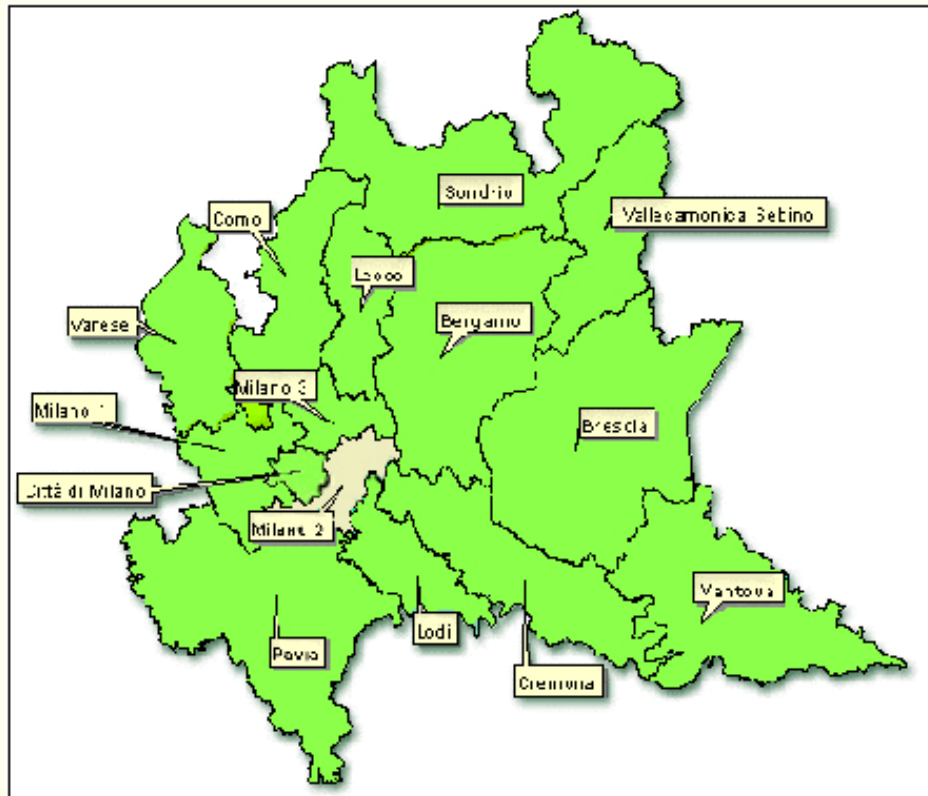 Sondrio
Vallecamonica Sebino
Como
Lecco
Varese
Bergamo
Milano 3
Milano 1
Brescia
Città di Milano
Milano 2
Mantova
Lodi
Pavia
Cremona